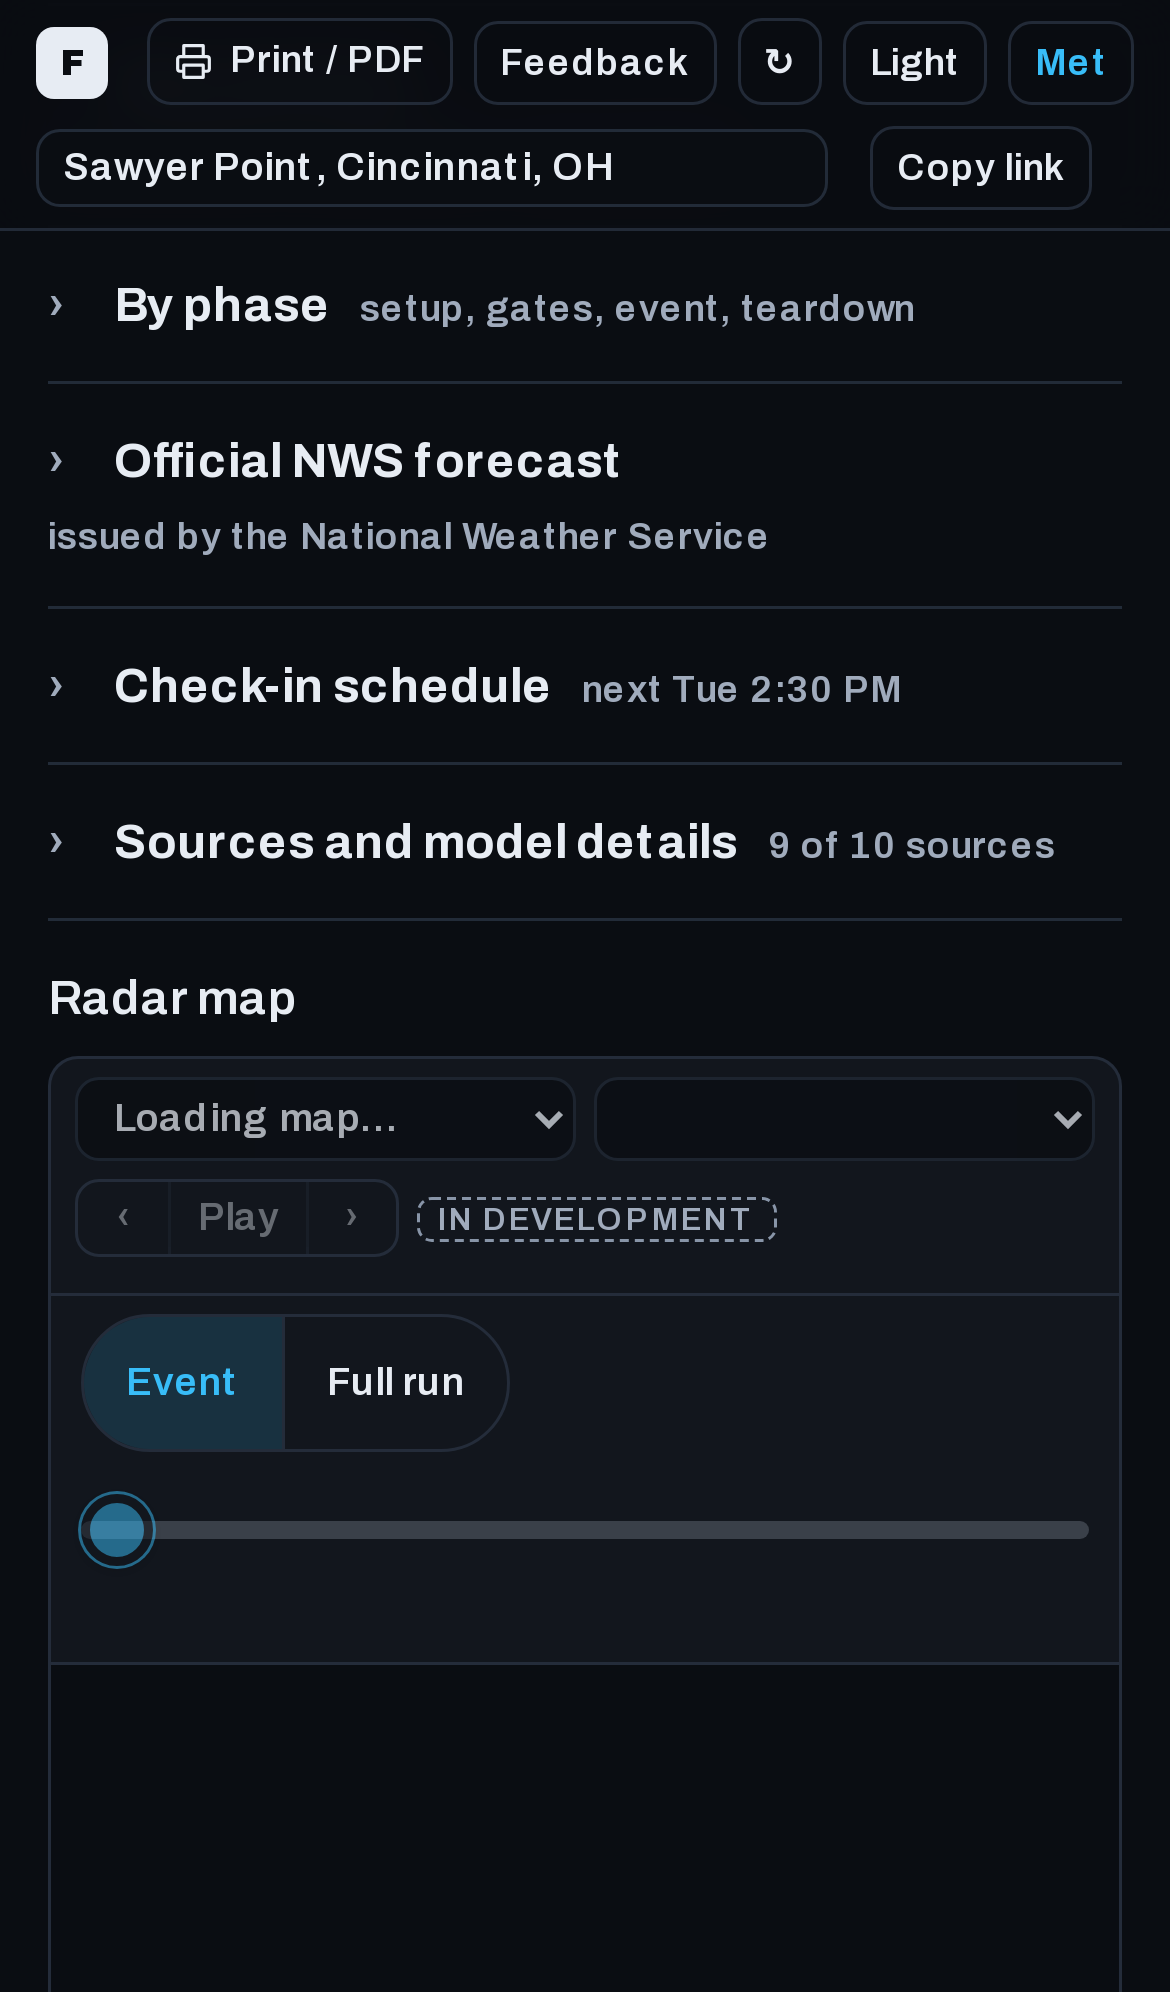 F Print / PDF Feedback ↻ Light Met
Sawyer Point, Cincinnati, OH Copy link
› By phase setup, gates, event, teardown
› Official NWS forecast
issued by the National Weather Service
› Check-in schedule next Tue 2:30 PM
› Sources and model details 9 of 10 sources
Radar map
Loading map...
‹ Play › IN DEVELOPMENT
Event Full run